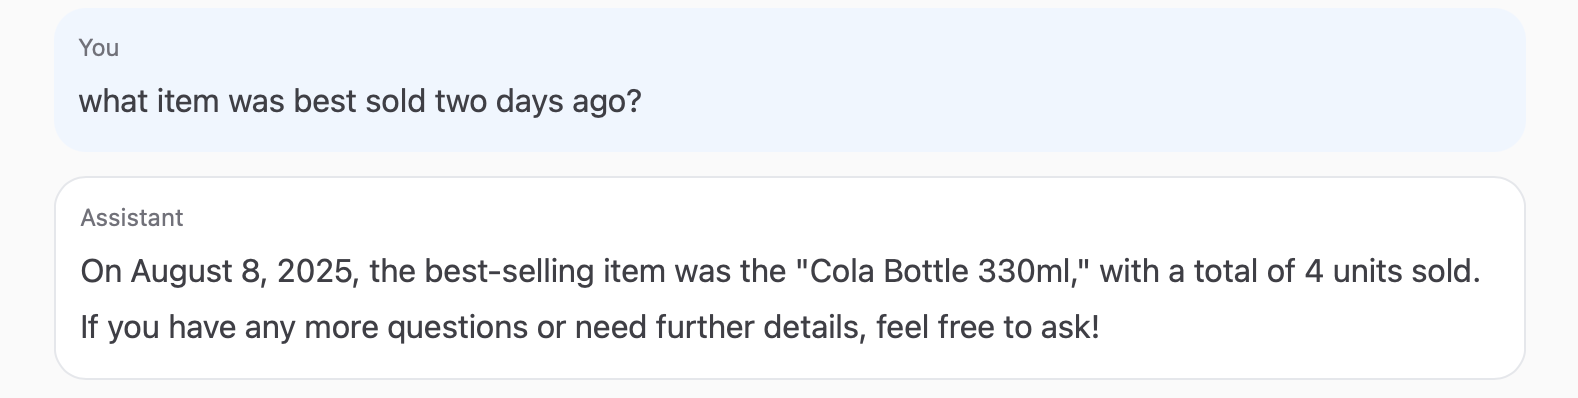 You
what item was best sold two days ago?
Assistant
On August 8, 2025, the best-selling item was the "Cola Bottle 330ml," with a total of 4 units sold.
If you have any more questions or need further details, feel free to ask!